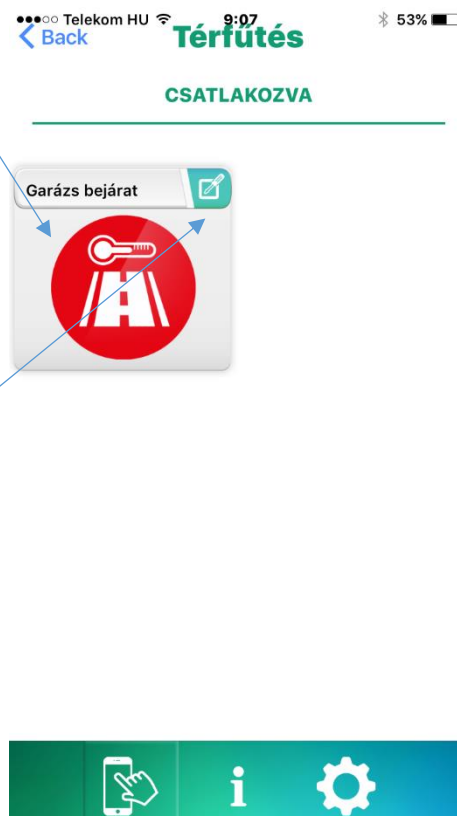 Telekom HU 9:07 53%
Back Térfűtés
CSATLAKOZVA
Garázs bejárat